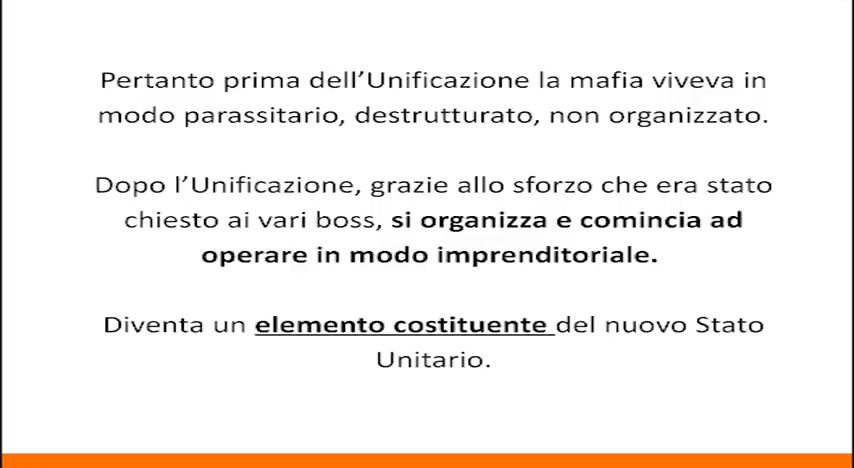 Pertanto prima dell’Unificazione la mafia viveva in
modo parassitario, destrutturato, non organizzato.
Dopo l’Unificazione, grazie allo sforzo che era stato
chiesto ai vari boss, si organizza e comincia ad
operare in modo imprenditoriale.
Diventa un elemento costituente del nuovo Stato
Unitario.